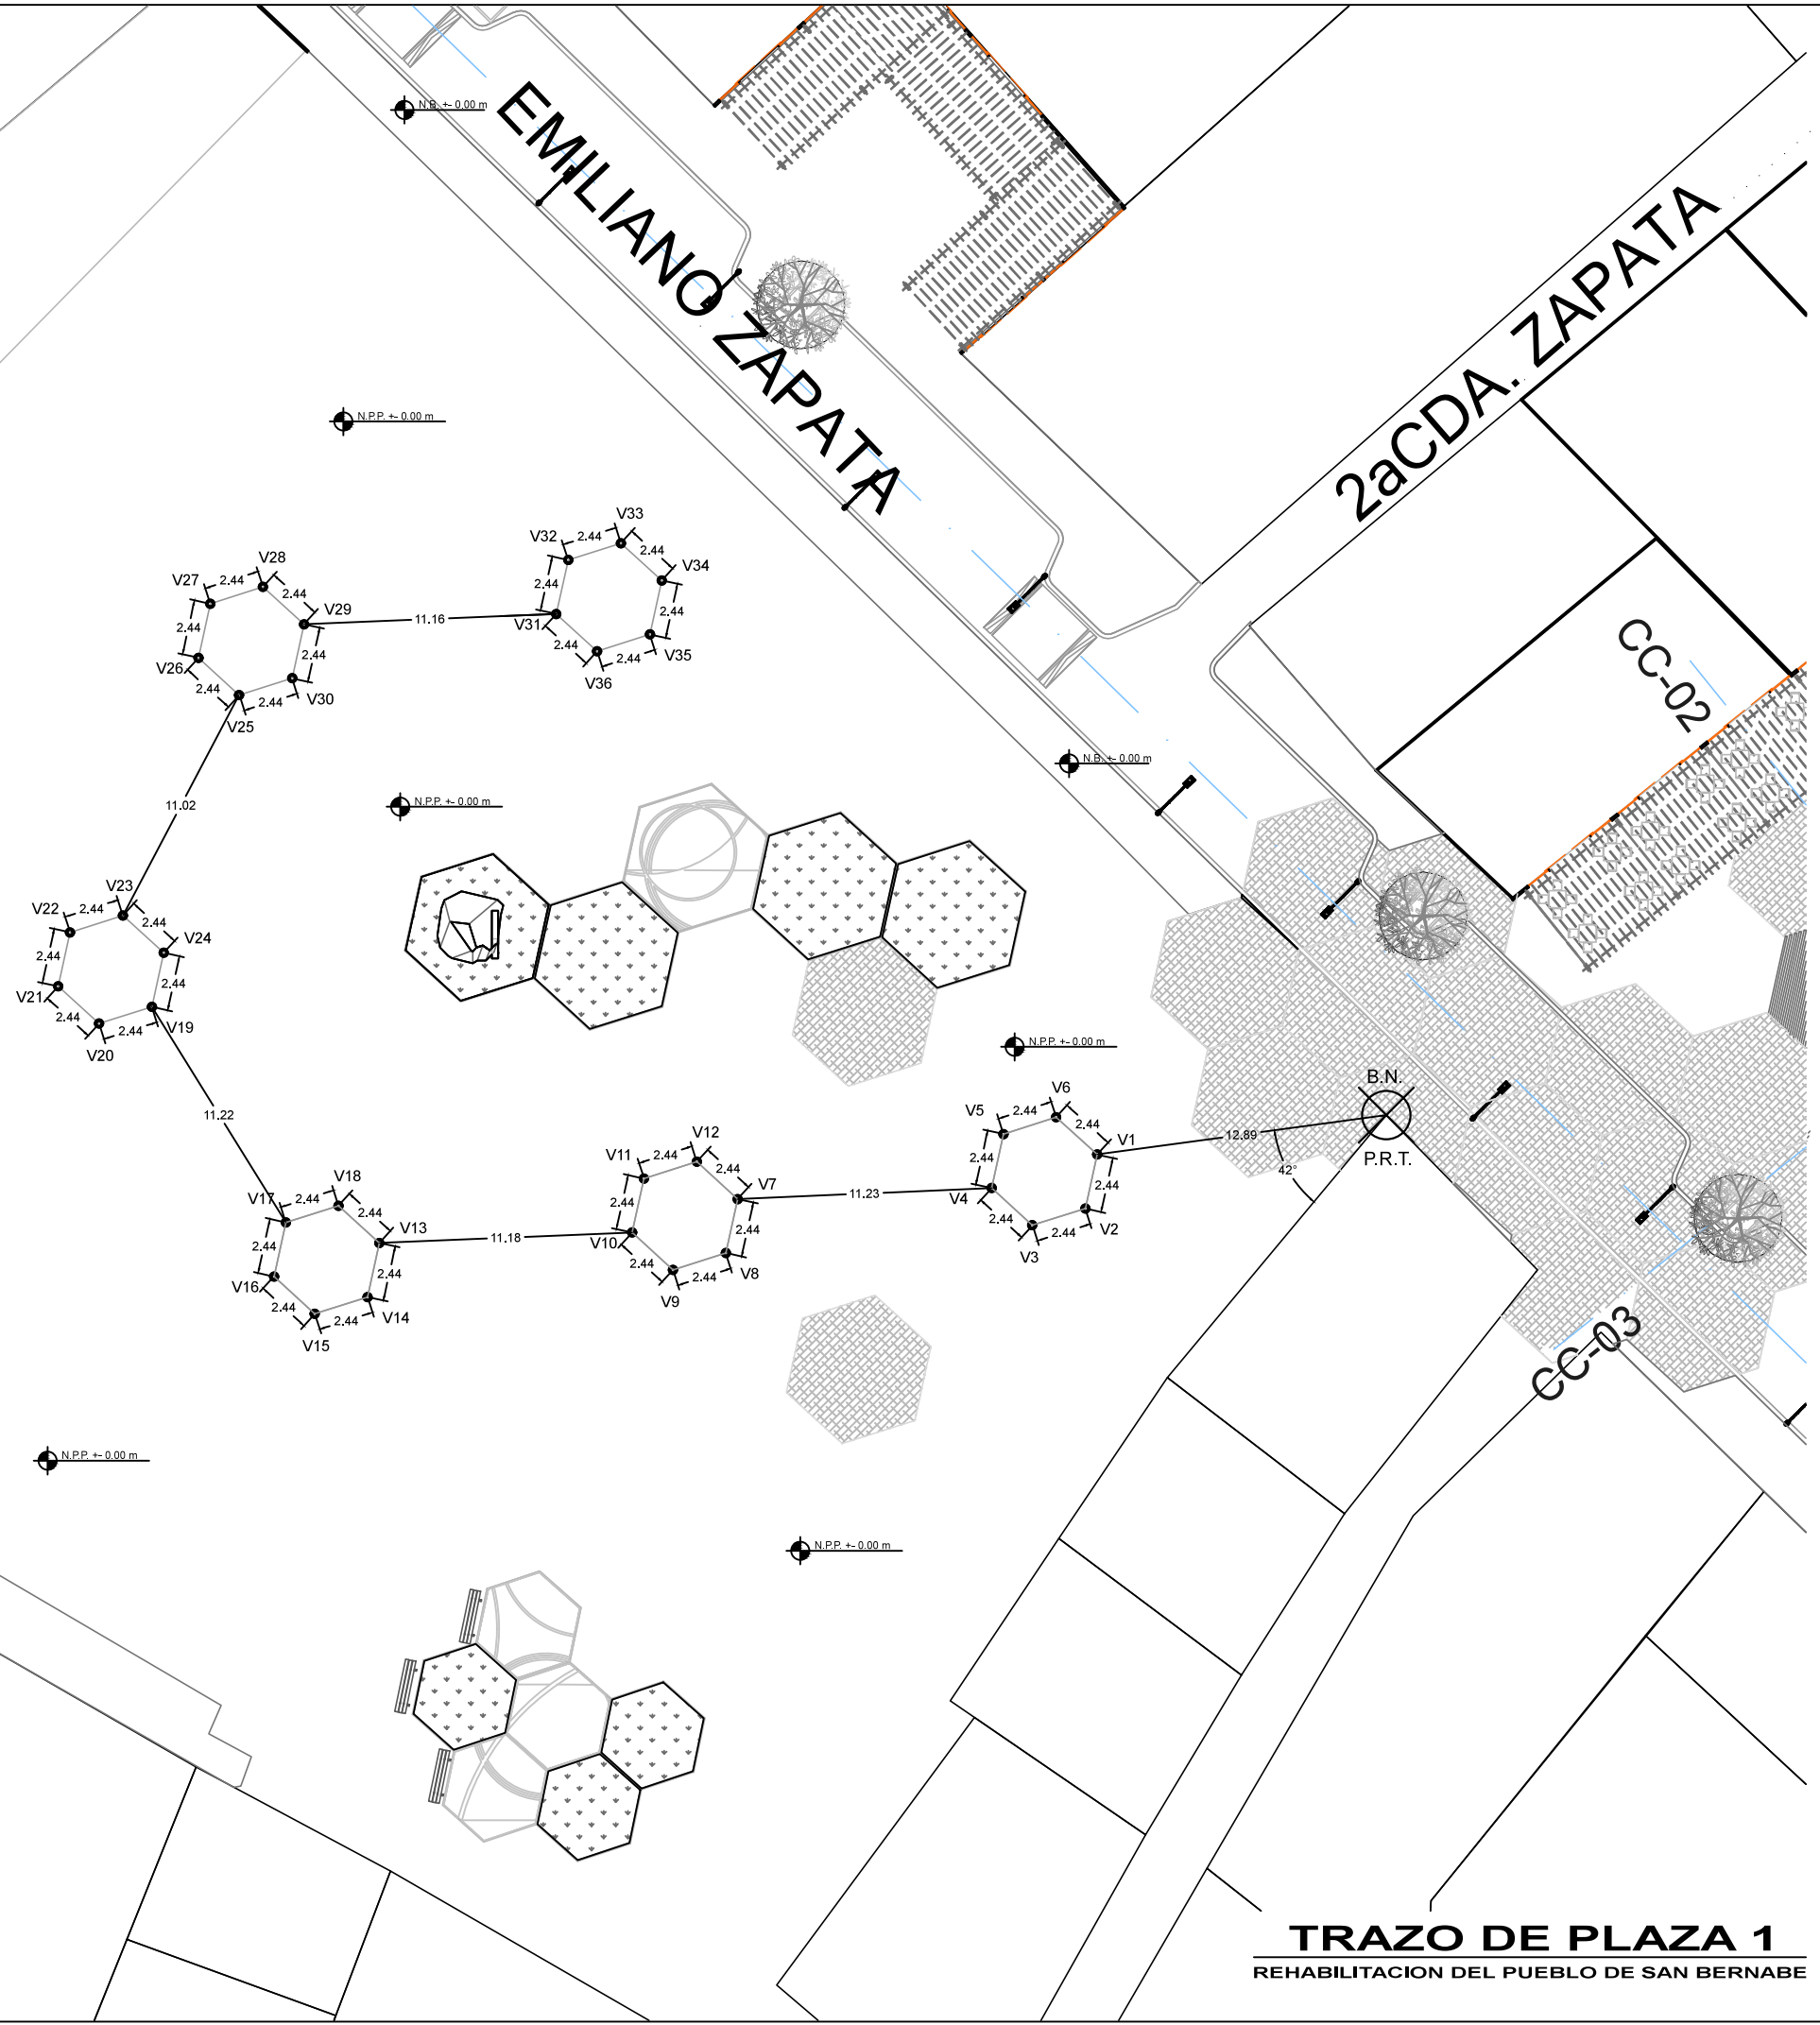 N.B. +- 0.00 m
EMILIANO ZAPATA
2aCDA. ZAPATA
N.P.P. +- 0.00 m
CC-02
V33
V32
2.44
2.44
V34
2.44
2.44
V31
2.44
2.44
V35
V36
V28
V27
2.44
2.44
V29
11.16
2.44
2.44
V26
2.44
2.44
V30
V25
11.02
N.B. +- 0.00 m
N.P.P. +- 0.00 m
V23
V22
2.44
2.44
V24
2.44
2.44
V21
2.44
2.44
V19
V20
11.22
N.P.P. +- 0.00 m
B.N.
P.R.T.
12.89
42°
V6
V5
2.44
2.44
V1
2.44
2.44
V4
2.44
2.44
V2
V3
11.23
V12
V11
2.44
2.44
V7
2.44
2.44
V10
2.44
2.44
V8
V9
11.18
V18
V17
2.44
2.44
V13
2.44
2.44
V16
2.44
2.44
V14
V15
CC-03
N.P.P. +- 0.00 m
N.P.P. +- 0.00 m
TRAZO DE PLAZA 1
REHABILITACION DEL PUEBLO DE SAN BERNABE